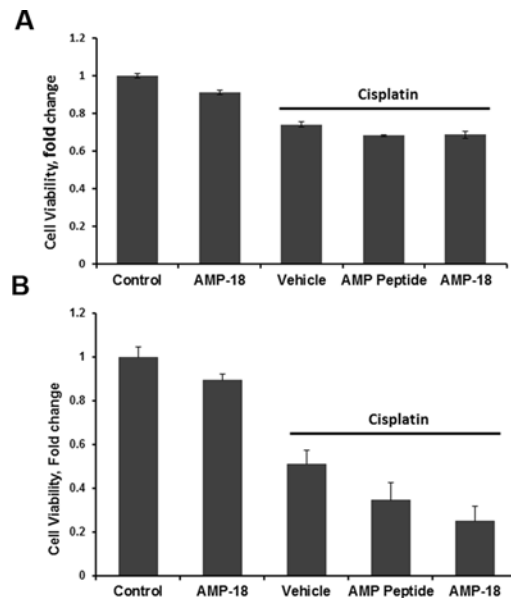 A
Cell Viability, fold change
1.2
1
0.8
0.6
0.4
0.2
0
Cisplatin
Control AMP-18 Vehicle AMP Peptide AMP-18
B
Cell Viability, Fold change
1.2
1
0.8
0.6
0.4
0.2
0
Cisplatin
Control AMP-18 Vehicle AMP Peptide AMP-18